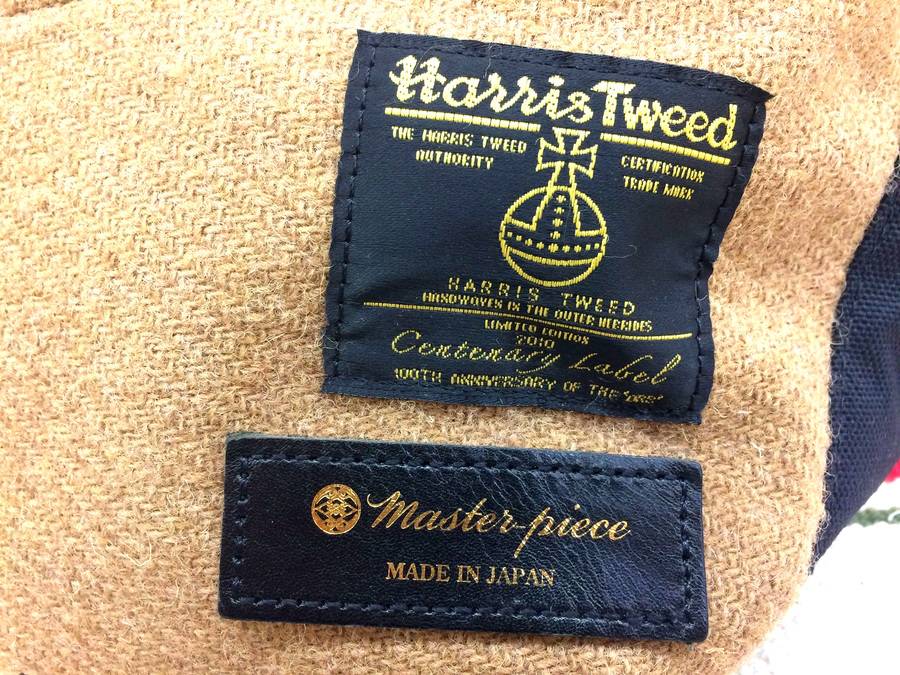 Harris Tweed
THE HARRIS TWEED
AUTHORITY
CERTIFICATION
TRADE MARK
HARRIS TWEED
HANDWOVEN IN THE OUTER HEBRIDES
LIMITED EDITION
2010
Centenary Label
100TH ANNIVERSARY OF THE 'ORB'
Master-piece
MADE IN JAPAN